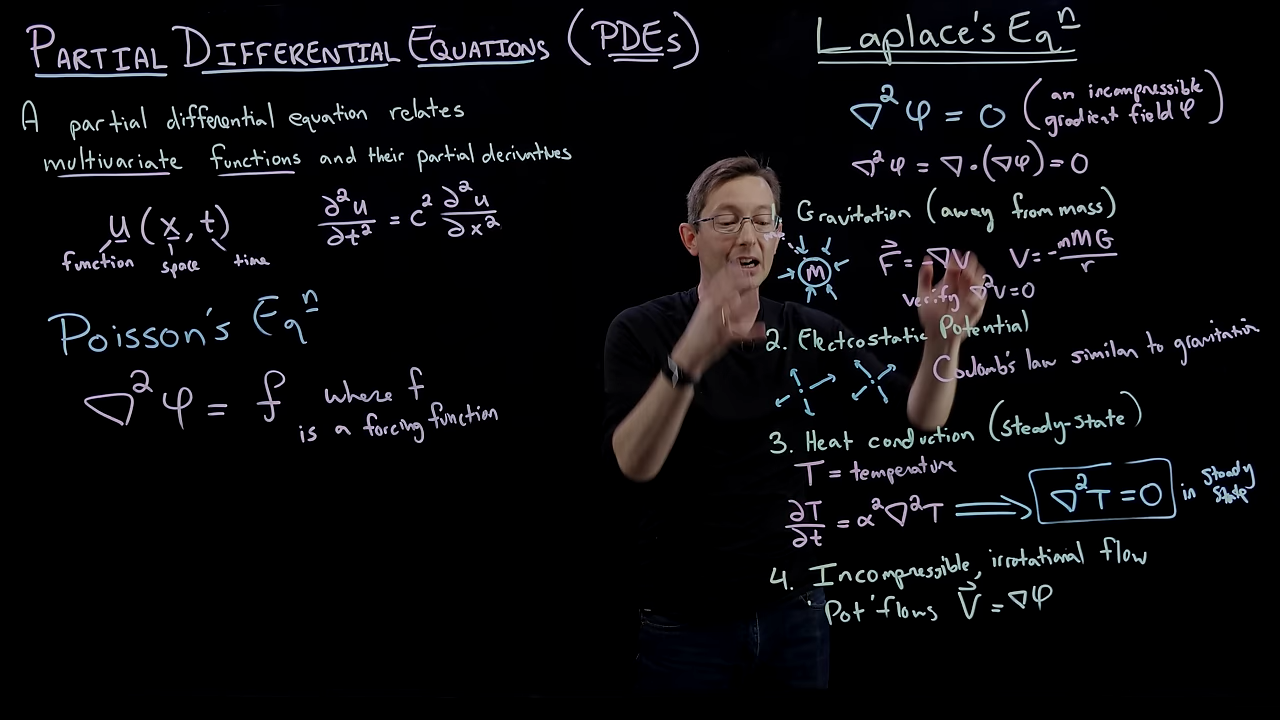 PARTIAL DIFFERENTIAL EQUATIONS (PDEs)
A partial differential equation relates
multivariate functions and their partial derivatives
u(x, t)
function space time
∂²u/∂t² = c² ∂²u/∂x²
Poisson's Eqⁿ
∇²φ = f where f
is a forcing function
Laplace's Eqⁿ
∇²φ = 0 (an incompressible
gradient field φ)
∇²φ = ∇·(∇φ) = 0
Gravitation (away from mass)
M
F⃗ = -∇V V = -mMG/r
verify ∇²V=0
2. Electrostatic Potential
Coulomb's law similar to gravitation
3. Heat conduction (steady-state)
T = temperature
∂T/∂t = α²∇²T ⟹ ∇²T = 0 in steady
state
4. Incompressible, irrotational flow
"Pot" flows V⃗ = ∇φ